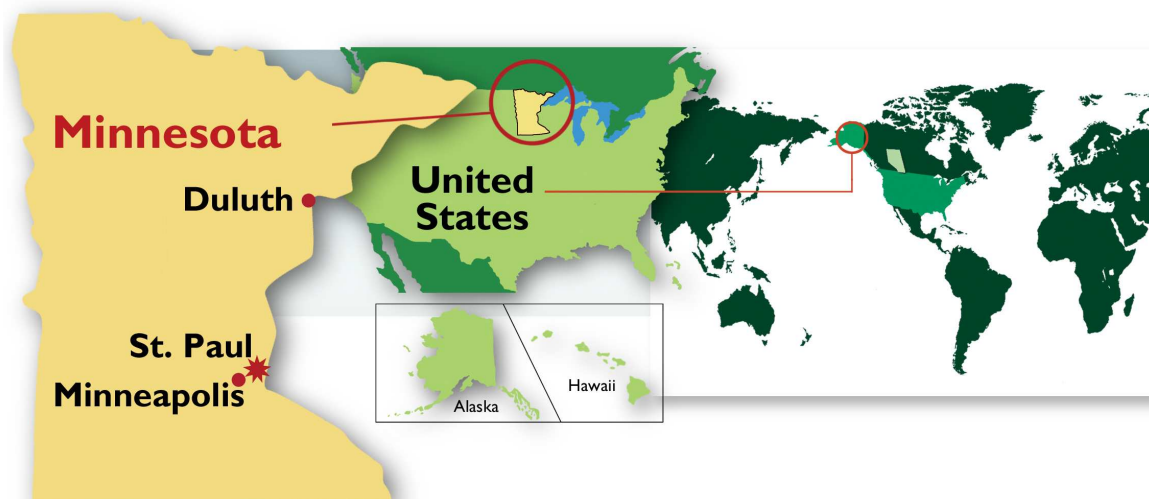 Minnesota
Duluth
St. Paul
Minneapolis
United
States
Alaska
Hawaii